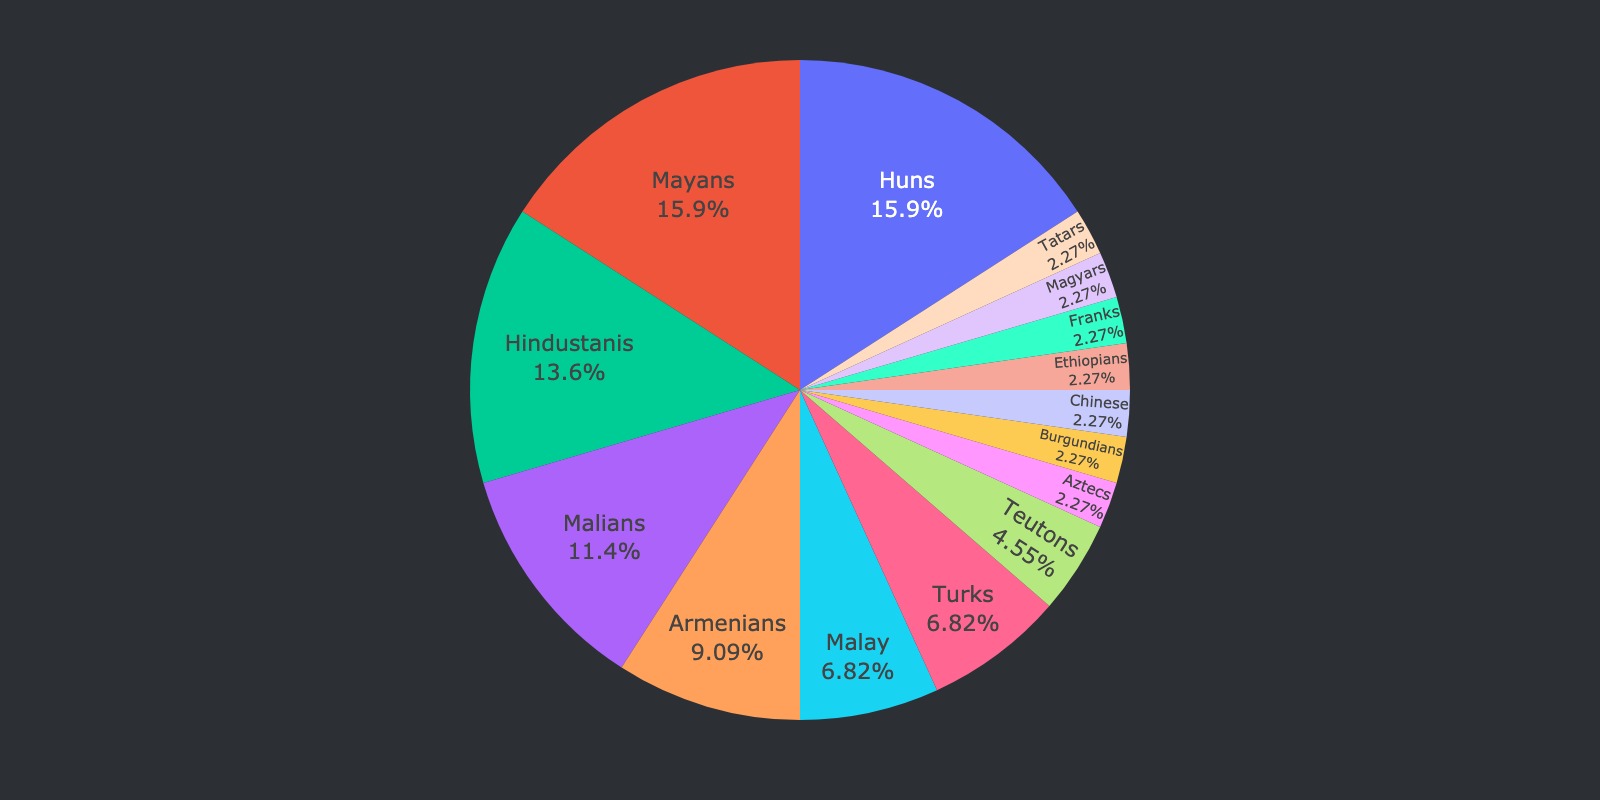 Mayans
15.9%
Huns
15.9%
Tatars
2.27%
Magyars
2.27%
Franks
2.27%
Ethiopians
2.27%
Chinese
2.27%
Burgundians
2.27%
Aztecs
2.27%
Teutons
4.55%
Turks
6.82%
Malay
6.82%
Armenians
9.09%
Malians
11.4%
Hindustanis
13.6%